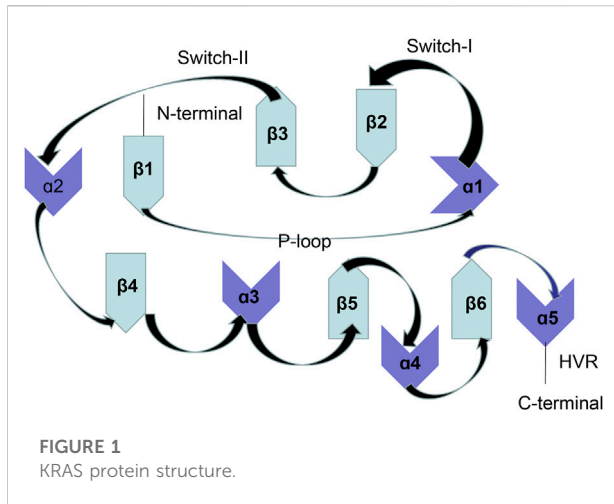 Switch-II
Switch-I
N-terminal
β3
β2
α2
β1
α1
P-loop
β4
α3
β5
β6
α4
α5
HVR
C-terminal
FIGURE 1
KRAS protein structure.